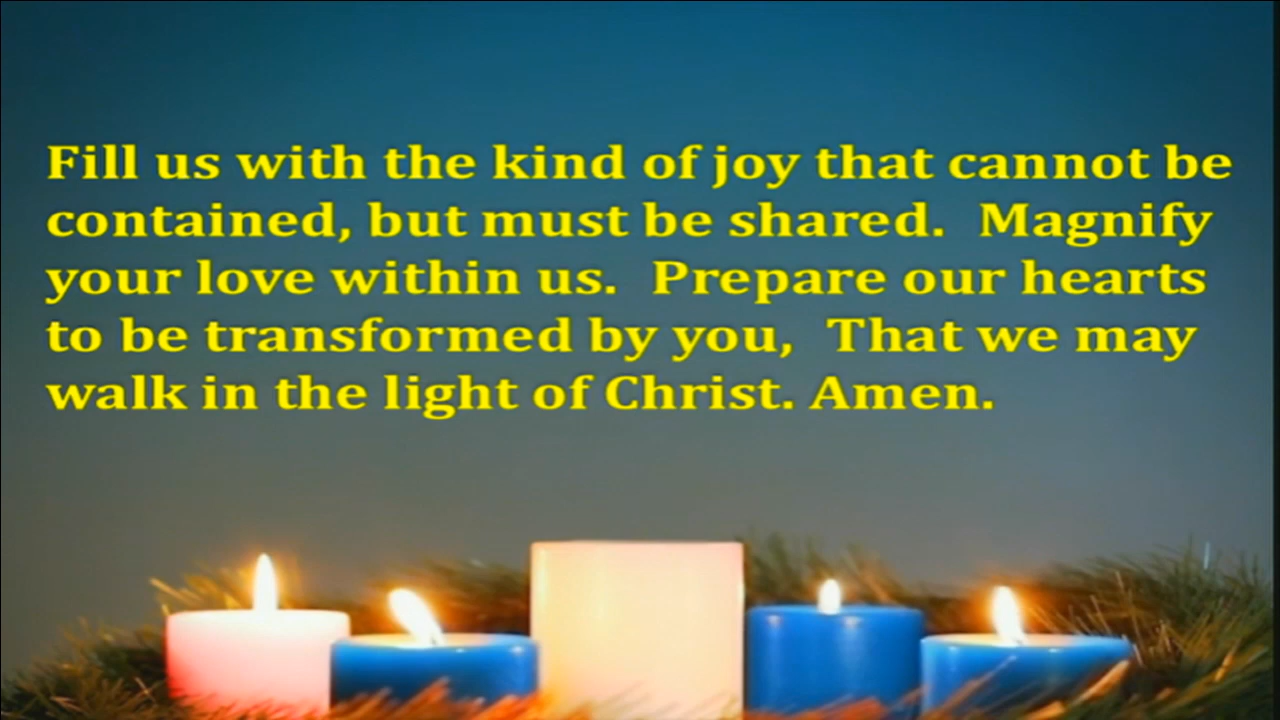 Fill us with the kind of joy that cannot be
contained, but must be shared.  Magnify
your love within us.  Prepare our hearts
to be transformed by you,  That we may
walk in the light of Christ. Amen.